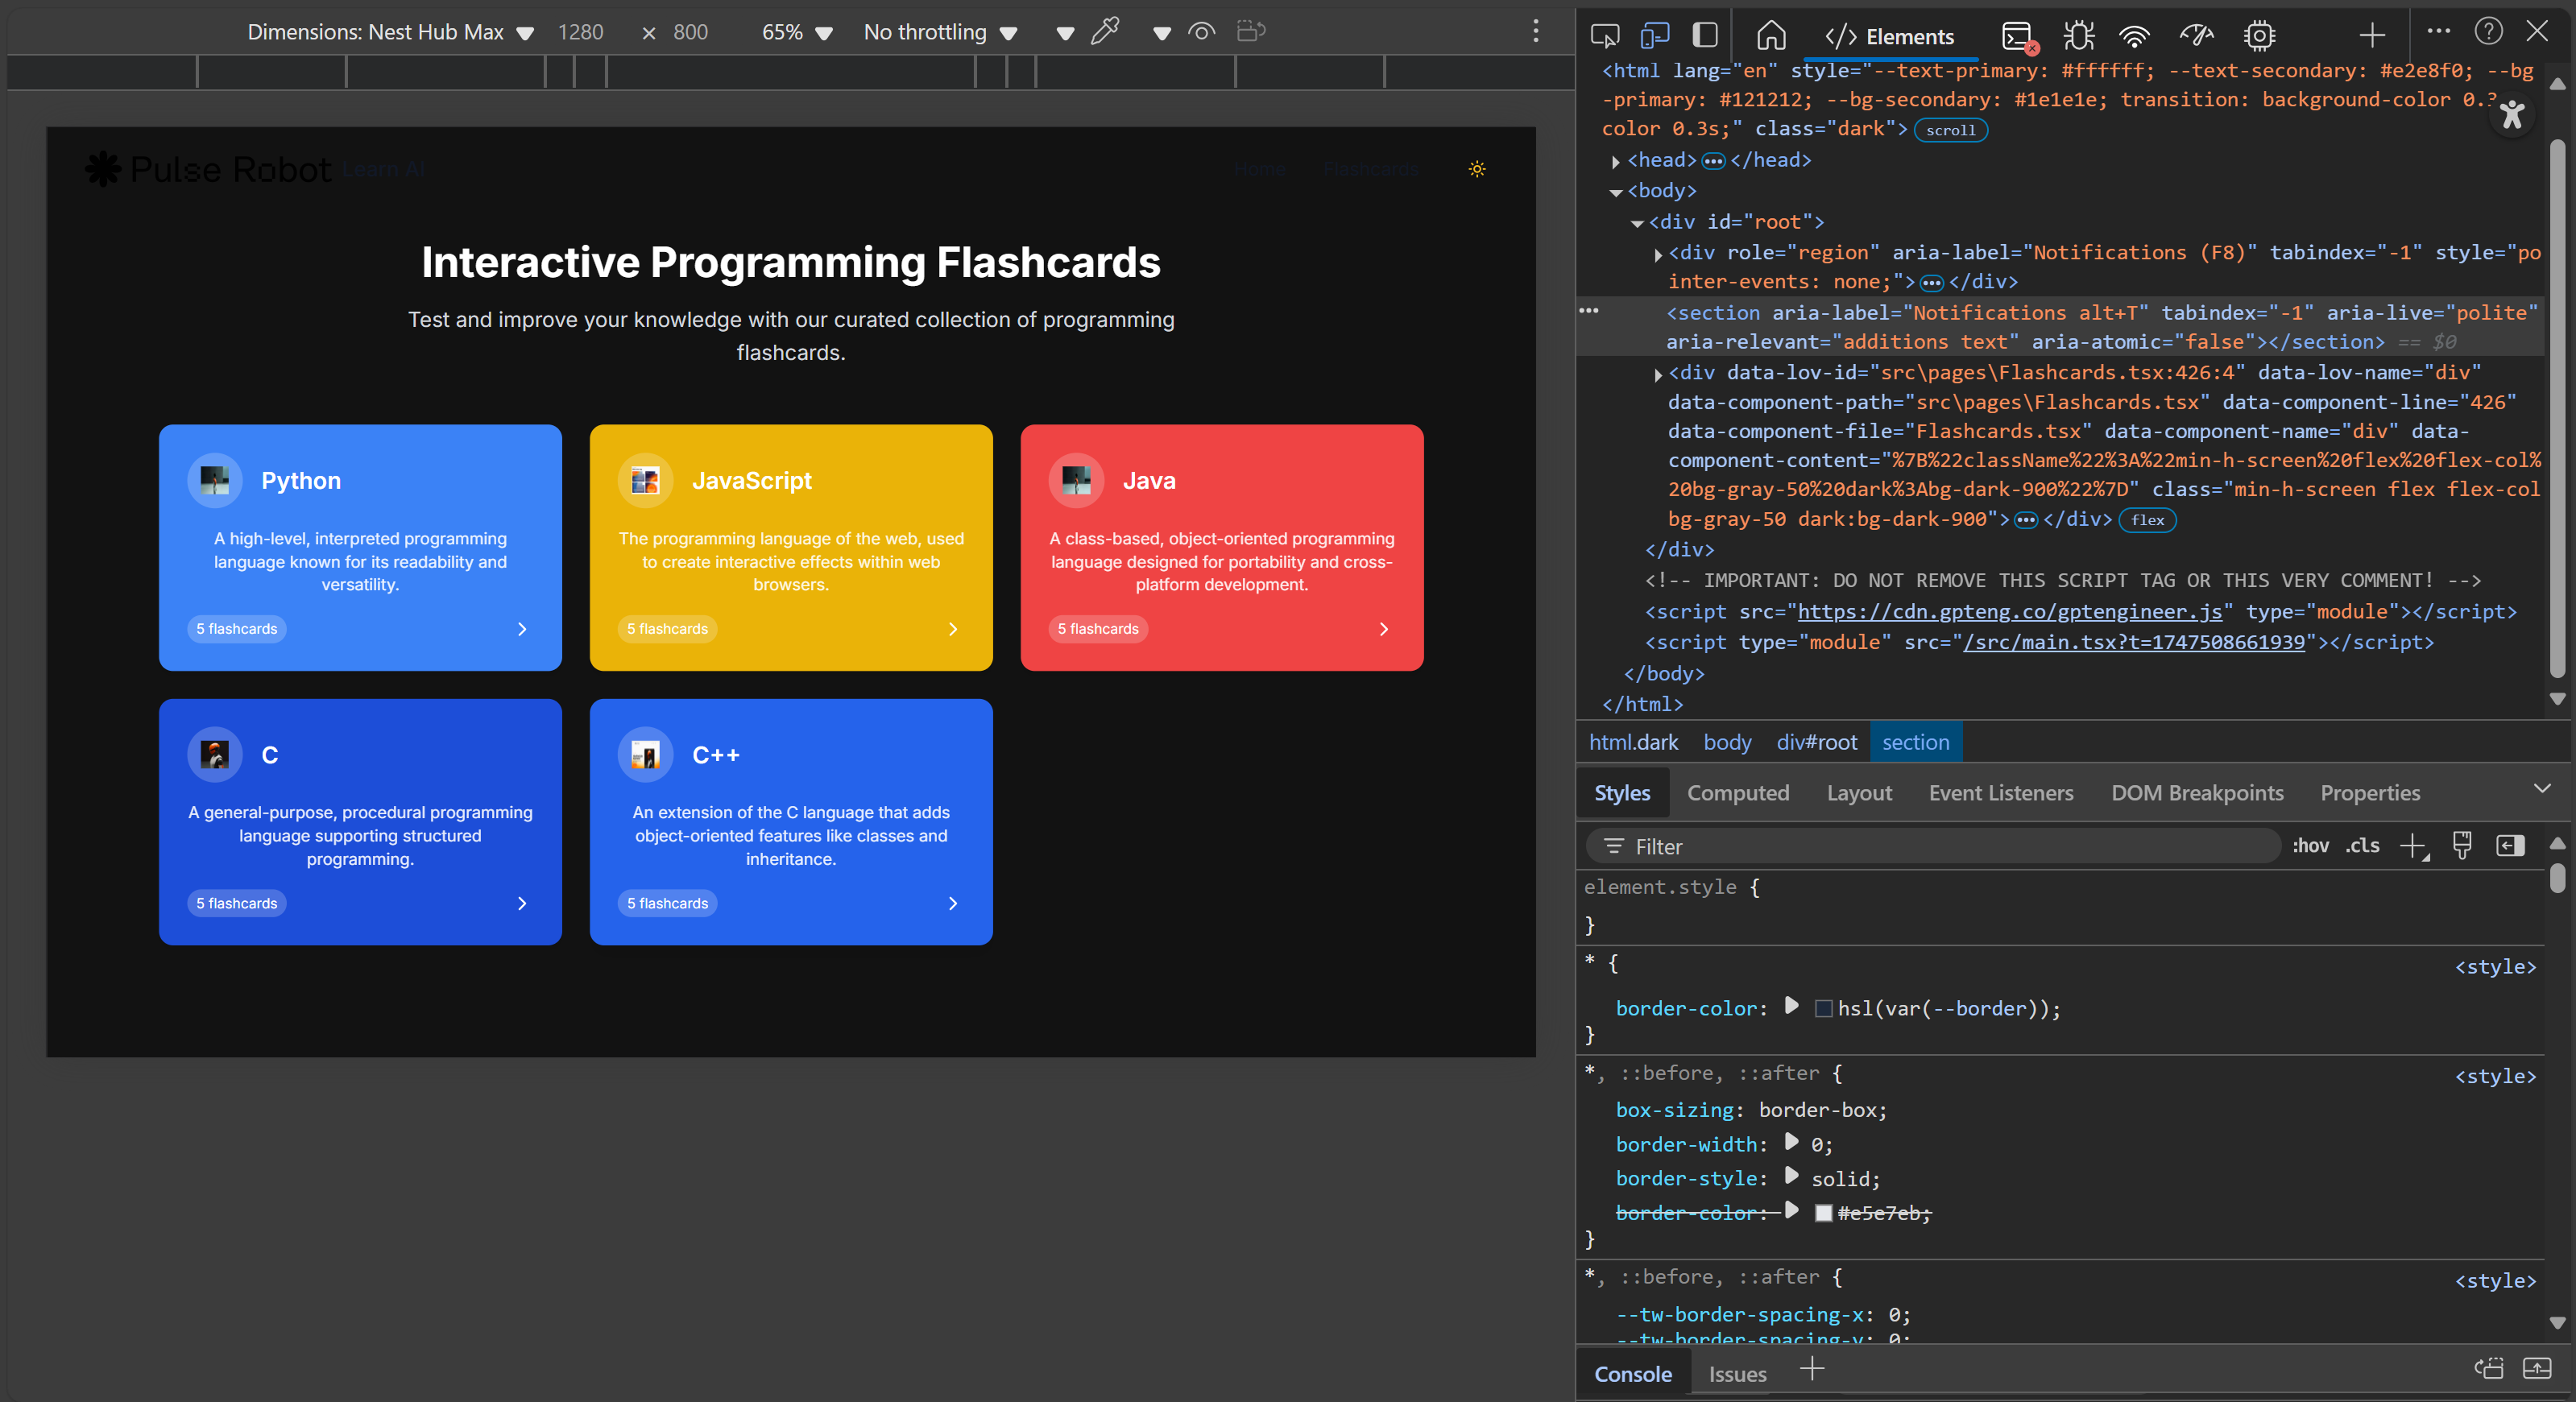 Dimensions: Nest Hub Max 1280 × 800 65% No throttling
Pulse Robot Learn AI Home Flashcards
Interactive Programming Flashcards
Test and improve your knowledge with our curated collection of programming
flashcards.
Python
A high-level, interpreted programming
language known for its readability and
versatility.
5 flashcards
JavaScript
The programming language of the web, used
to create interactive effects within web
browsers.
5 flashcards
Java
A class-based, object-oriented programming
language designed for portability and cross-
platform development.
5 flashcards
C
A general-purpose, procedural programming
language supporting structured
programming.
5 flashcards
C++
An extension of the C language that adds
object-oriented features like classes and
inheritance.
5 flashcards
Elements
<html lang="en" style="--text-primary: #ffffff; --text-secondary: #e2e8f0; --bg
-primary: #121212; --bg-secondary: #1e1e1e; transition: background-color 0.3
color 0.3s;" class="dark"> scroll
<head> ••• </head>
<body>
<div id="root">
<div role="region" aria-label="Notifications (F8)" tabindex="-1" style="po
inter-events: none;"> ••• </div>
<section aria-label="Notifications alt+T" tabindex="-1" aria-live="polite"
aria-relevant="additions text" aria-atomic="false"></section> == $0
<div data-lov-id="src\pages\Flashcards.tsx:426:4" data-lov-name="div"
data-component-path="src\pages\Flashcards.tsx" data-component-line="426"
data-component-file="Flashcards.tsx" data-component-name="div" data-
component-content="%7B%22className%22%3A%22min-h-screen%20flex%20flex-col%
20bg-gray-50%20dark%3Abg-dark-900%22%7D" class="min-h-screen flex flex-col
bg-gray-50 dark:bg-dark-900"> ••• </div> flex
</div>
<!-- IMPORTANT: DO NOT REMOVE THIS SCRIPT TAG OR THIS VERY COMMENT! -->
<script src="https://cdn.gpteng.co/gptengineer.js" type="module"></script>
<script type="module" src="/src/main.tsx?t=1747508661939"></script>
</body>
</html>
html.dark body div#root section
Styles Computed Layout Event Listeners DOM Breakpoints Properties
Filter :hov .cls
element.style {
}
* { <style>
border-color: hsl(var(--border));
}
*, ::before, ::after { <style>
box-sizing: border-box;
border-width: 0;
border-style: solid;
border-color: #e5e7eb;
}
*, ::before, ::after { <style>
--tw-border-spacing-x: 0;
--tw-border-spacing-y: 0;
Console Issues